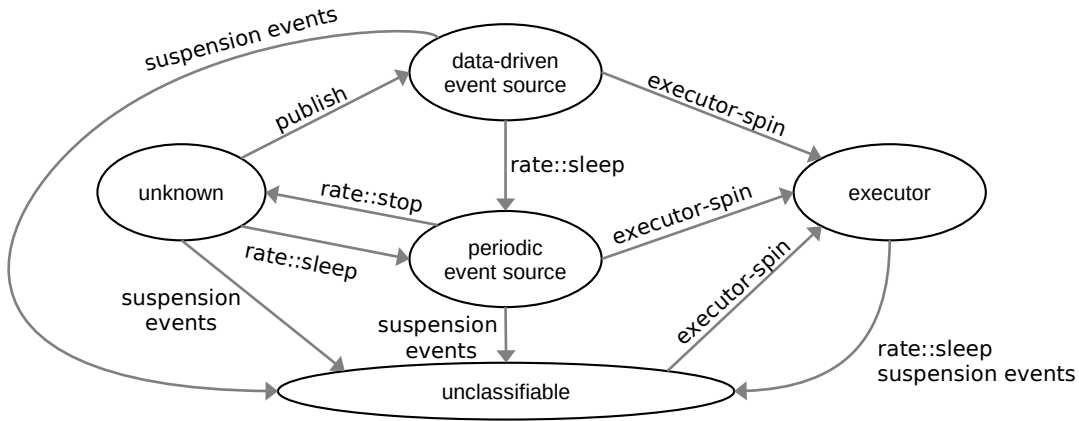 suspension events
data-driven
event source
publish
executor-spin
rate::sleep
unknown
rate::stop
executor-spin
executor
rate::sleep
periodic
event source
suspension
events
suspension
events
executor-spin
rate::sleep
suspension events
unclassifiable